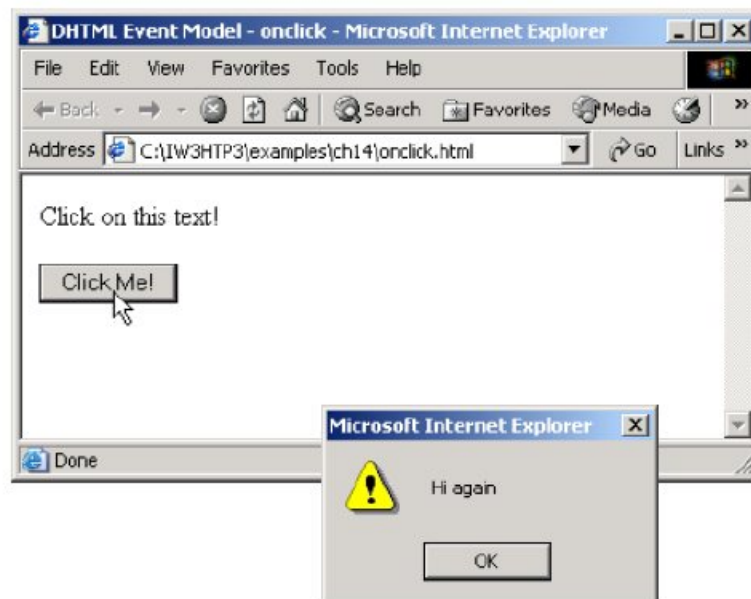 DHTML Event Model - onclick - Microsoft Internet Explorer
File Edit View Favorites Tools Help
Back Search Favorites Media »
Address C:\IW3HTP3\examples\ch14\onclick.html Go Links »
Click on this text!
Click Me!
Microsoft Internet Explorer
Done
Hi again
OK